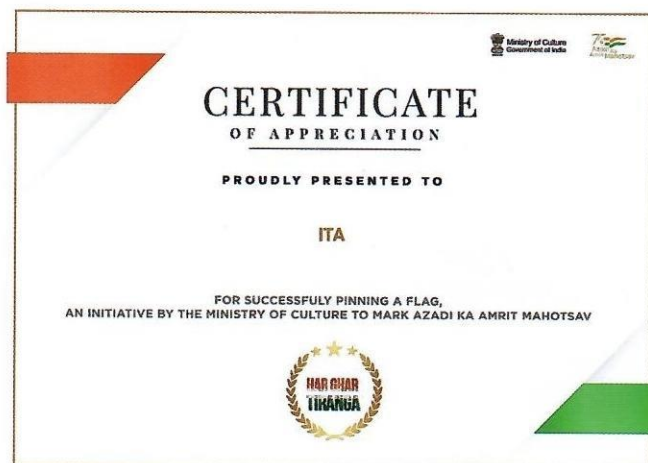 Ministry of Culture
Government of India
CERTIFICATE
OF APPRECIATION
PROUDLY PRESENTED TO
ITA
FOR SUCCESSFULY PINNING A FLAG,
AN INITIATIVE BY THE MINISTRY OF CULTURE TO MARK AZADI KA AMRIT MAHOTSAV
HAR GHAR
TIRANGA